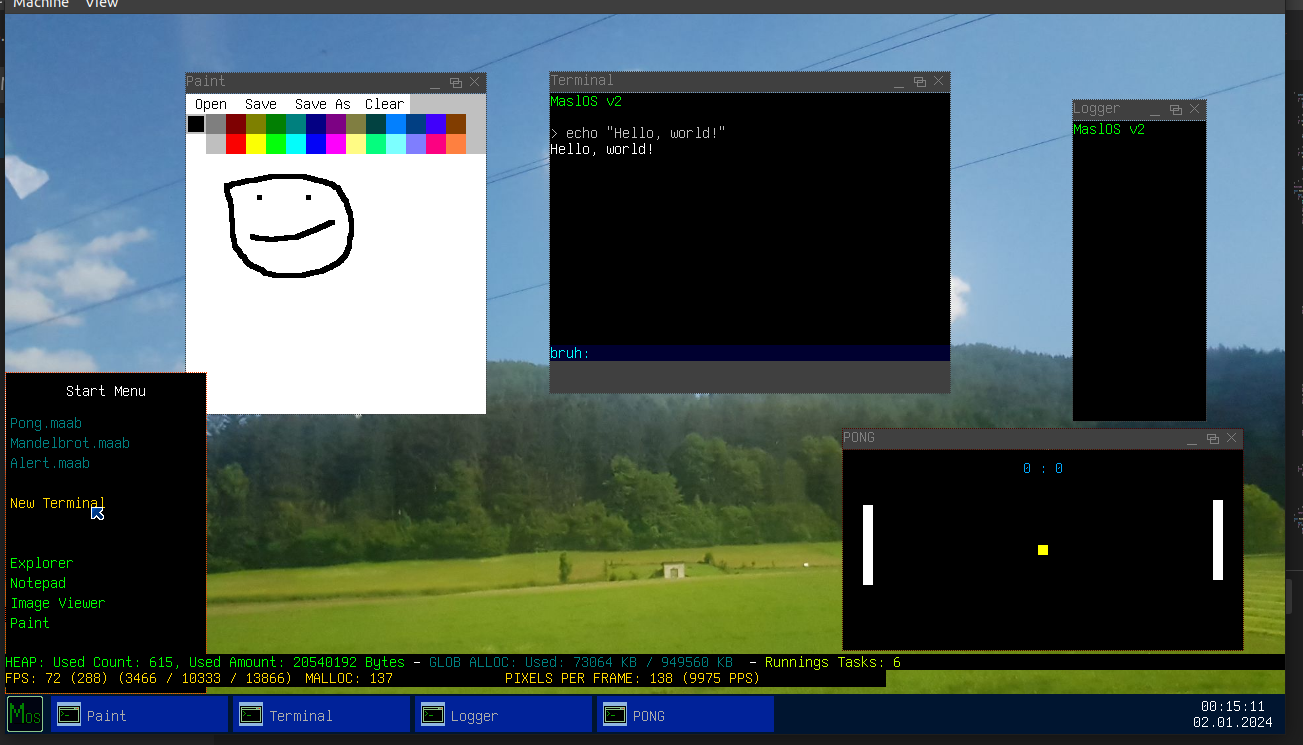 Machine View
Paint
Open Save Save As Clear
Terminal
MaslOS v2
> echo "Hello, world!"
Hello, world!
bruh:
Logger
MaslOS v2
Start Menu
Pong.maab
Mandelbrot.maab
Alert.maab
New Terminal
Explorer
Notepad
Image Viewer
Paint
PONG
0 : 0
HEAP: Used Count: 615, Used Amount: 20540192 Bytes - GLOB ALLOC: Used: 73064 KB / 949560 KB - Runnings Tasks: 6
FPS: 72 (288) (3466 / 10333 / 13866) MALLOC: 137 PIXELS PER FRAME: 138 (9975 PPS)
Mos
Paint
Terminal
Logger
PONG
00:15:11
02.01.2024